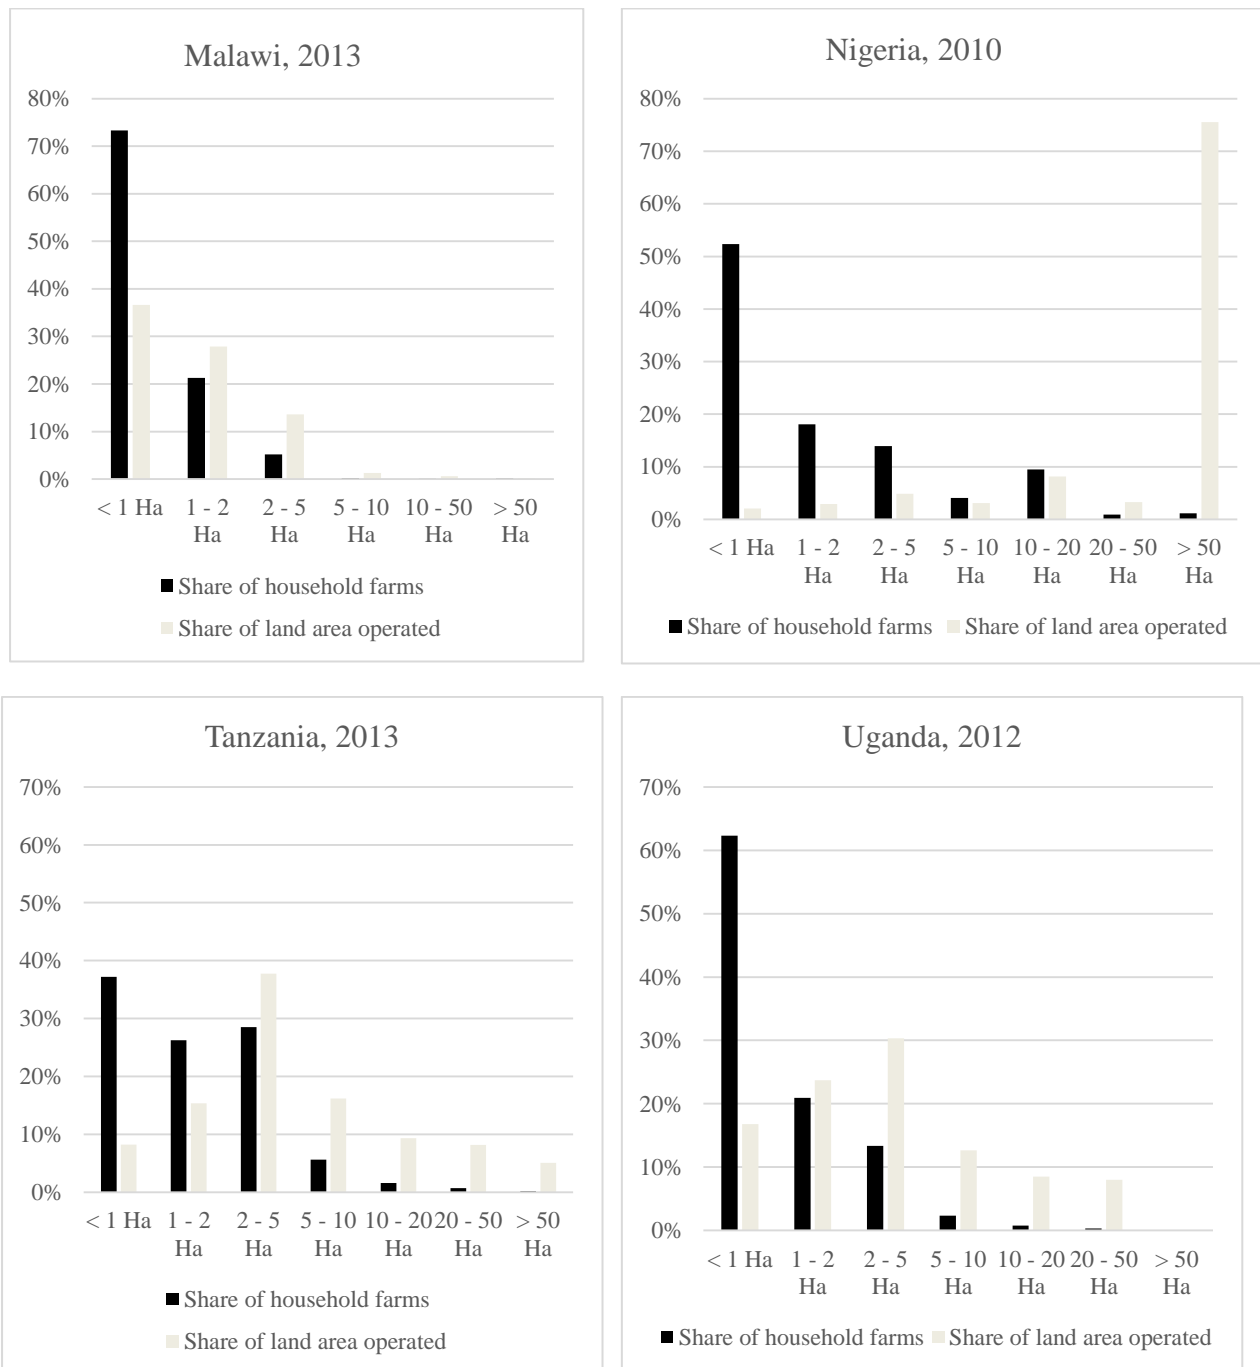 Malawi, 2013
80%
70%
60%
50%
40%
30%
20%
10%
0%
< 1 Ha 1 - 2 2 - 5 5 - 10 10 - 50 > 50
Ha Ha Ha Ha Ha
Share of household farms
Share of land area operated
Nigeria, 2010
80%
70%
60%
50%
40%
30%
20%
10%
0%
< 1 Ha 1 - 2 2 - 5 5 - 10 10 - 20 20 - 50 > 50
Ha Ha Ha Ha Ha Ha
Share of household farms Share of land area operated
Tanzania, 2013
70%
60%
50%
40%
30%
20%
10%
0%
< 1 Ha 1 - 2 2 - 5 5 - 10 10 - 20 20 - 50 > 50
Ha Ha Ha Ha Ha Ha
Share of household farms
Share of land area operated
Uganda, 2012
70%
60%
50%
40%
30%
20%
10%
0%
< 1 Ha 1 - 2 2 - 5 5 - 10 10 - 20 20 - 50 > 50
Ha Ha Ha Ha Ha Ha
Share of household farms Share of land area operated